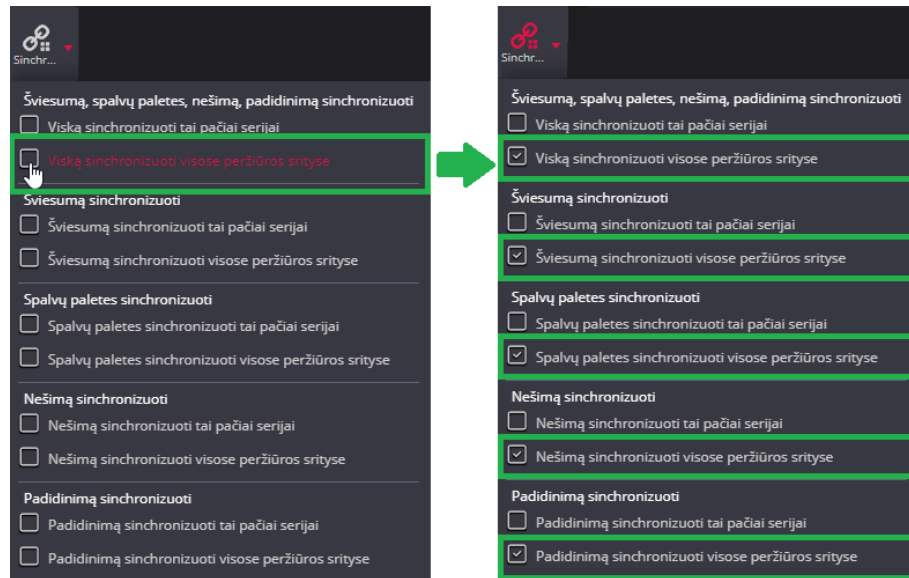 Sinchr...
Šviesumą, spalvų paletes, nešimą, padidinimą sinchronizuoti
Viską sinchronizuoti tai pačiai serijai
Viską sinchronizuoti visose peržiūros srityse
Šviesumą sinchronizuoti
Šviesumą sinchronizuoti tai pačiai serijai
Šviesumą sinchronizuoti visose peržiūros srityse
Spalvų paletes sinchronizuoti
Spalvų paletes sinchronizuoti tai pačiai serijai
Spalvų paletes sinchronizuoti visose peržiūros srityse
Nešimą sinchronizuoti
Nešimą sinchronizuoti tai pačiai serijai
Nešimą sinchronizuoti visose peržiūros srityse
Padidinimą sinchronizuoti
Padidinimą sinchronizuoti tai pačiai serijai
Padidinimą sinchronizuoti visose peržiūros srityse
Sinchr...
Šviesumą, spalvų paletes, nešimą, padidinimą sinchronizuoti
Viską sinchronizuoti tai pačiai serijai
Viską sinchronizuoti visose peržiūros srityse
Šviesumą sinchronizuoti
Šviesumą sinchronizuoti tai pačiai serijai
Šviesumą sinchronizuoti visose peržiūros srityse
Spalvų paletes sinchronizuoti
Spalvų paletes sinchronizuoti tai pačiai serijai
Spalvų paletes sinchronizuoti visose peržiūros srityse
Nešimą sinchronizuoti
Nešimą sinchronizuoti tai pačiai serijai
Nešimą sinchronizuoti visose peržiūros srityse
Padidinimą sinchronizuoti
Padidinimą sinchronizuoti tai pačiai serijai
Padidinimą sinchronizuoti visose peržiūros srityse